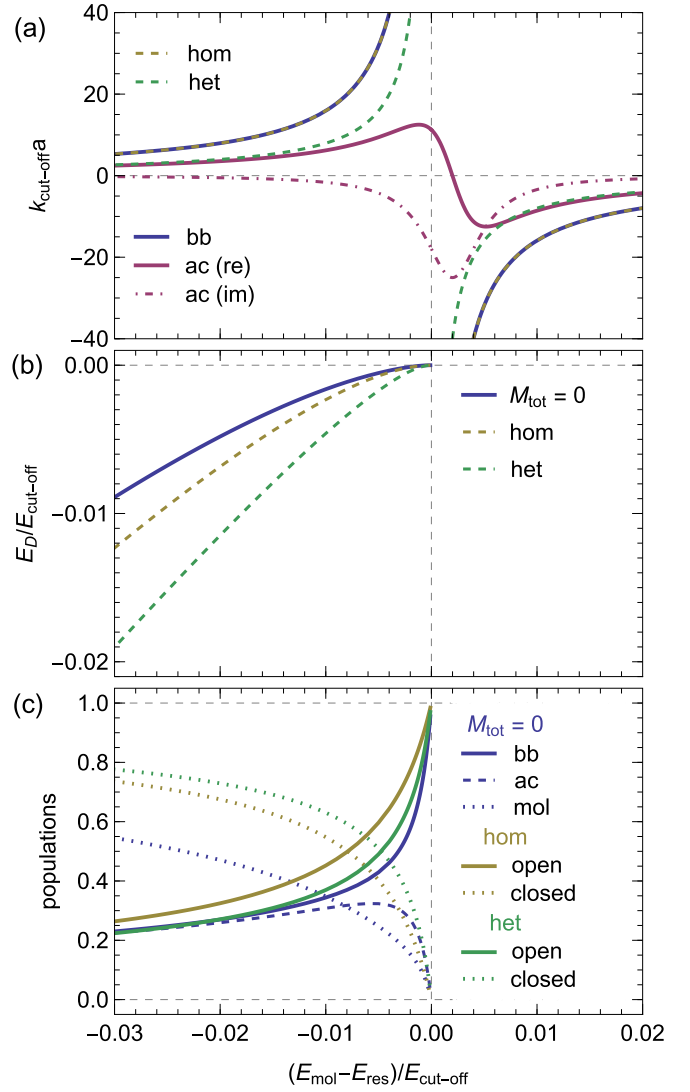 (a)
40
20
0
−20
−40
k_cut−off a
hom
het
bb
ac (re)
ac (im)
(b)
0.00
−0.01
−0.02
E_D/E_cut−off
M_tot = 0
hom
het
(c)
1.0
0.8
0.6
0.4
0.2
0.0
populations
M_tot = 0
bb
ac
mol
hom
open
closed
het
open
closed
−0.03 −0.02 −0.01 0.00 0.01 0.02
(E_mol−E_res)/E_cut−off